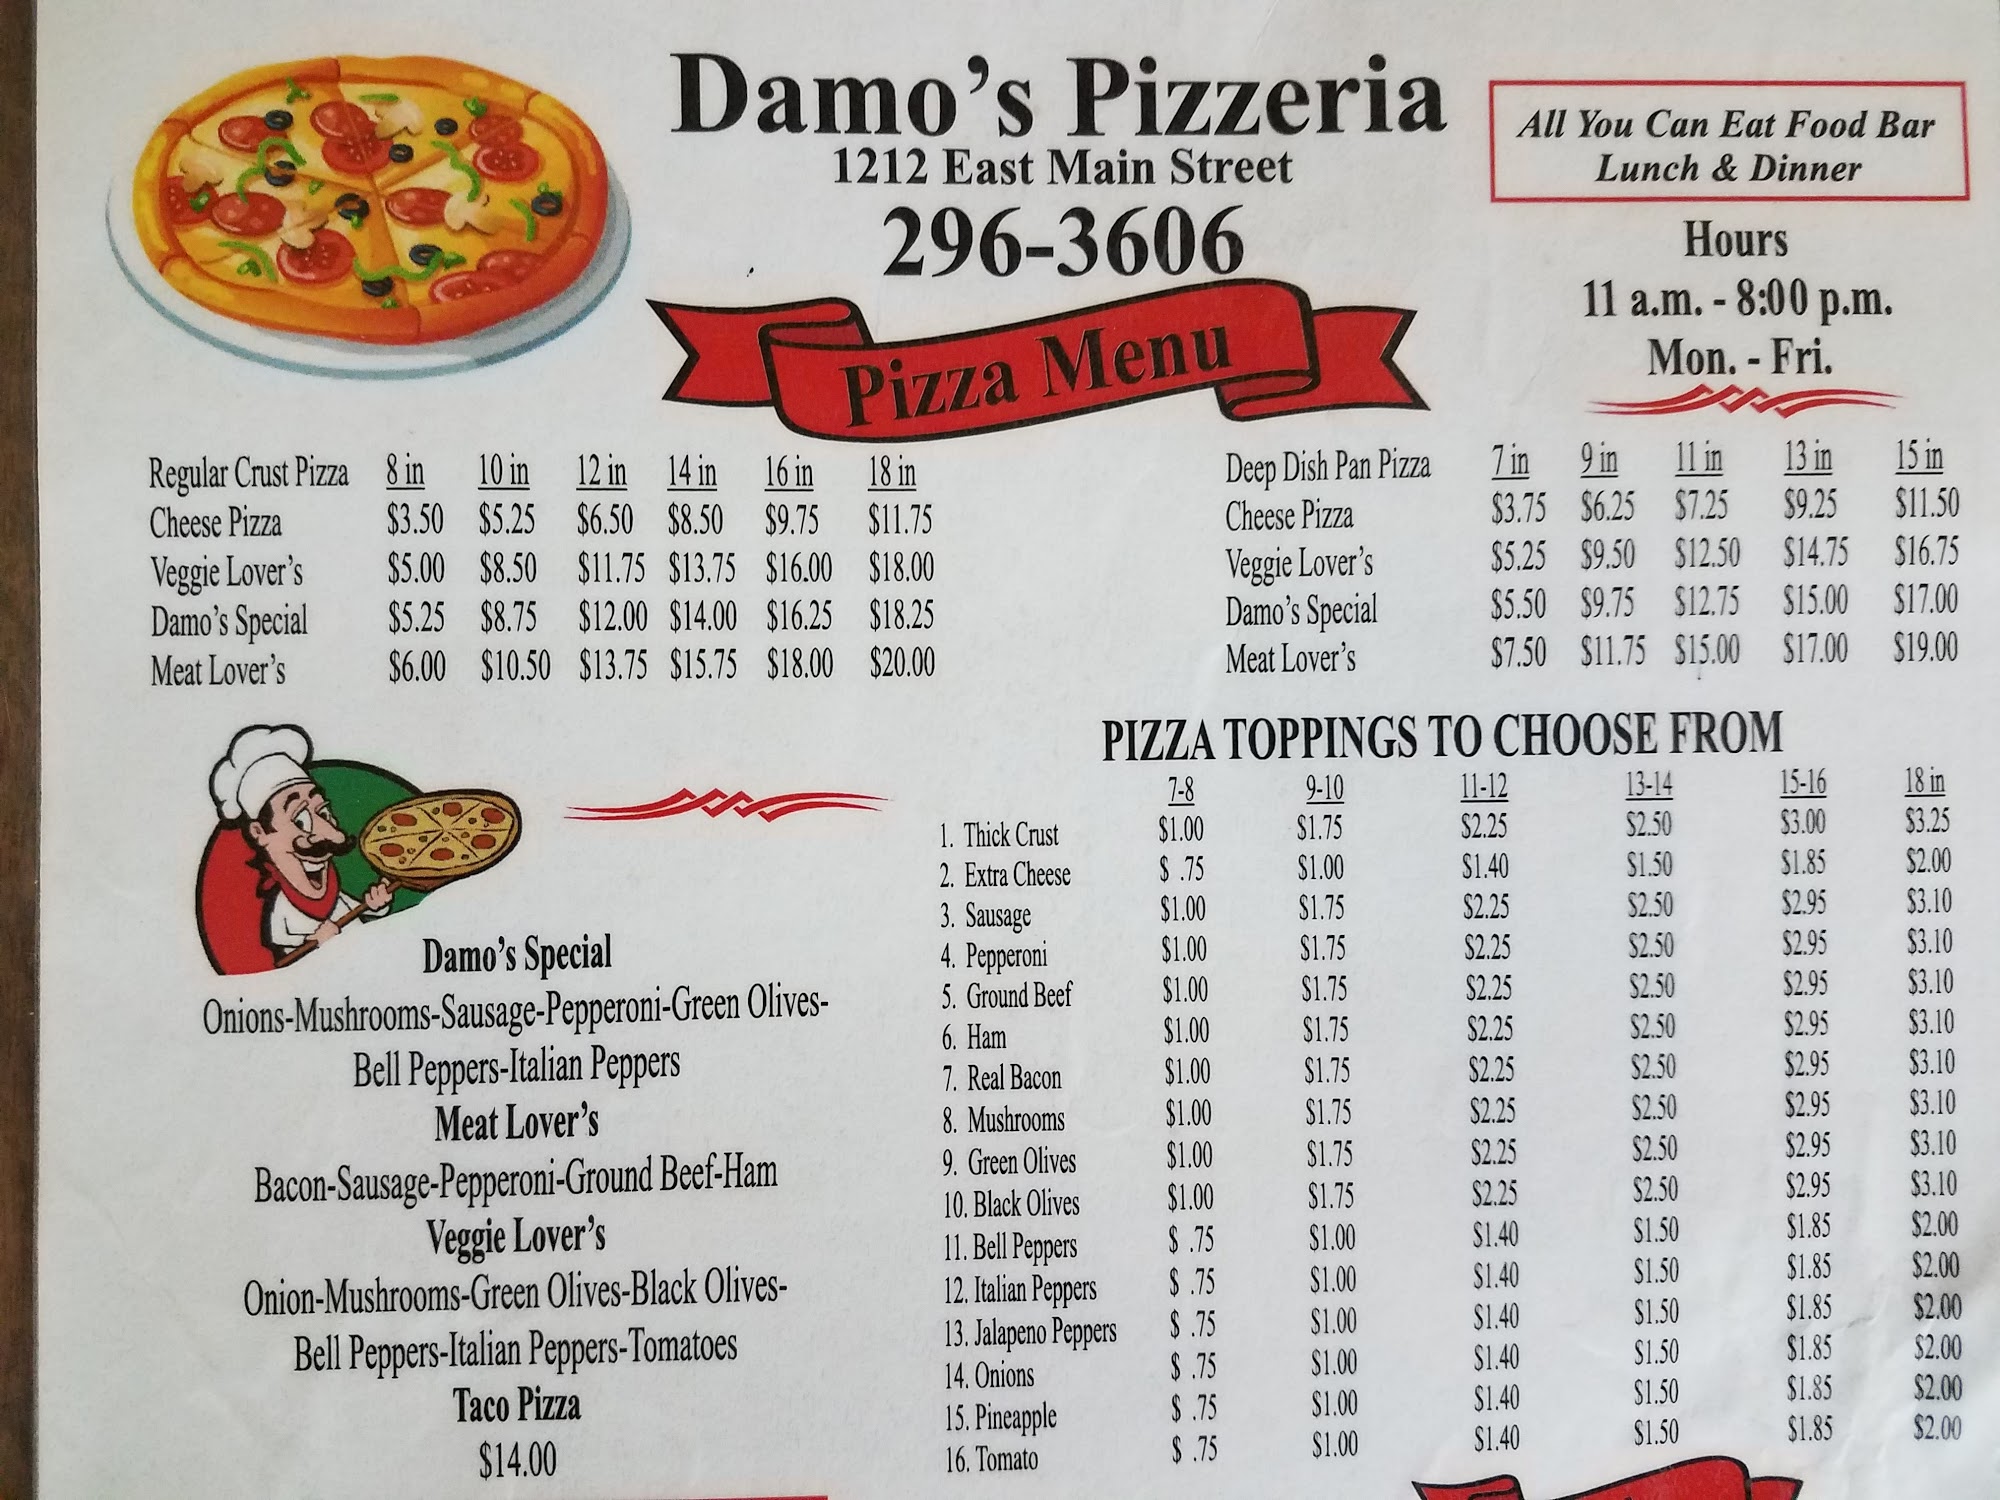 Damo's Pizzeria
1212 East Main Street
296-3606
Pizza Menu
All You Can Eat Food Bar
Lunch & Dinner
Hours
11 a.m. - 8:00 p.m.
Mon. - Fri.
Regular Crust Pizza 8 in 10 in 12 in 14 in 16 in 18 in
Cheese Pizza $3.50 $5.25 $6.50 $8.50 $9.75 $11.75
Veggie Lover's $5.00 $8.50 $11.75 $13.75 $16.00 $18.00
Damo's Special $5.25 $8.75 $12.00 $14.00 $16.25 $18.25
Meat Lover's $6.00 $10.50 $13.75 $15.75 $18.00 $20.00
Deep Dish Pan Pizza 7 in 9 in 11 in 13 in 15 in
Cheese Pizza $3.75 $6.25 $7.25 $9.25 $11.50
Veggie Lover's $5.25 $9.50 $12.50 $14.75 $16.75
Damo's Special $5.50 $9.75 $12.75 $15.00 $17.00
Meat Lover's $7.50 $11.75 $15.00 $17.00 $19.00
Damo's Special
Onions-Mushrooms-Sausage-Pepperoni-Green Olives-
Bell Peppers-Italian Peppers
Meat Lover's
Bacon-Sausage-Pepperoni-Ground Beef-Ham
Veggie Lover's
Onion-Mushrooms-Green Olives-Black Olives-
Bell Peppers-Italian Peppers-Tomatoes
Taco Pizza
$14.00
PIZZA TOPPINGS TO CHOOSE FROM
7-8 9-10 11-12 13-14 15-16 18 in
1. Thick Crust $1.00 $1.75 $2.25 $2.50 $3.00 $3.25
2. Extra Cheese $ .75 $1.00 $1.40 $1.50 $1.85 $2.00
3. Sausage $1.00 $1.75 $2.25 $2.50 $2.95 $3.10
4. Pepperoni $1.00 $1.75 $2.25 $2.50 $2.95 $3.10
5. Ground Beef $1.00 $1.75 $2.25 $2.50 $2.95 $3.10
6. Ham $1.00 $1.75 $2.25 $2.50 $2.95 $3.10
7. Real Bacon $1.00 $1.75 $2.25 $2.50 $2.95 $3.10
8. Mushrooms $1.00 $1.75 $2.25 $2.50 $2.95 $3.10
9. Green Olives $1.00 $1.75 $2.25 $2.50 $2.95 $3.10
10. Black Olives $1.00 $1.75 $2.25 $2.50 $2.95 $3.10
11. Bell Peppers $ .75 $1.00 $1.40 $1.50 $1.85 $2.00
12. Italian Peppers $ .75 $1.00 $1.40 $1.50 $1.85 $2.00
13. Jalapeno Peppers $ .75 $1.00 $1.40 $1.50 $1.85 $2.00
14. Onions $ .75 $1.00 $1.40 $1.50 $1.85 $2.00
15. Pineapple $ .75 $1.00 $1.40 $1.50 $1.85 $2.00
16. Tomato $ .75 $1.00 $1.40 $1.50 $1.85 $2.00